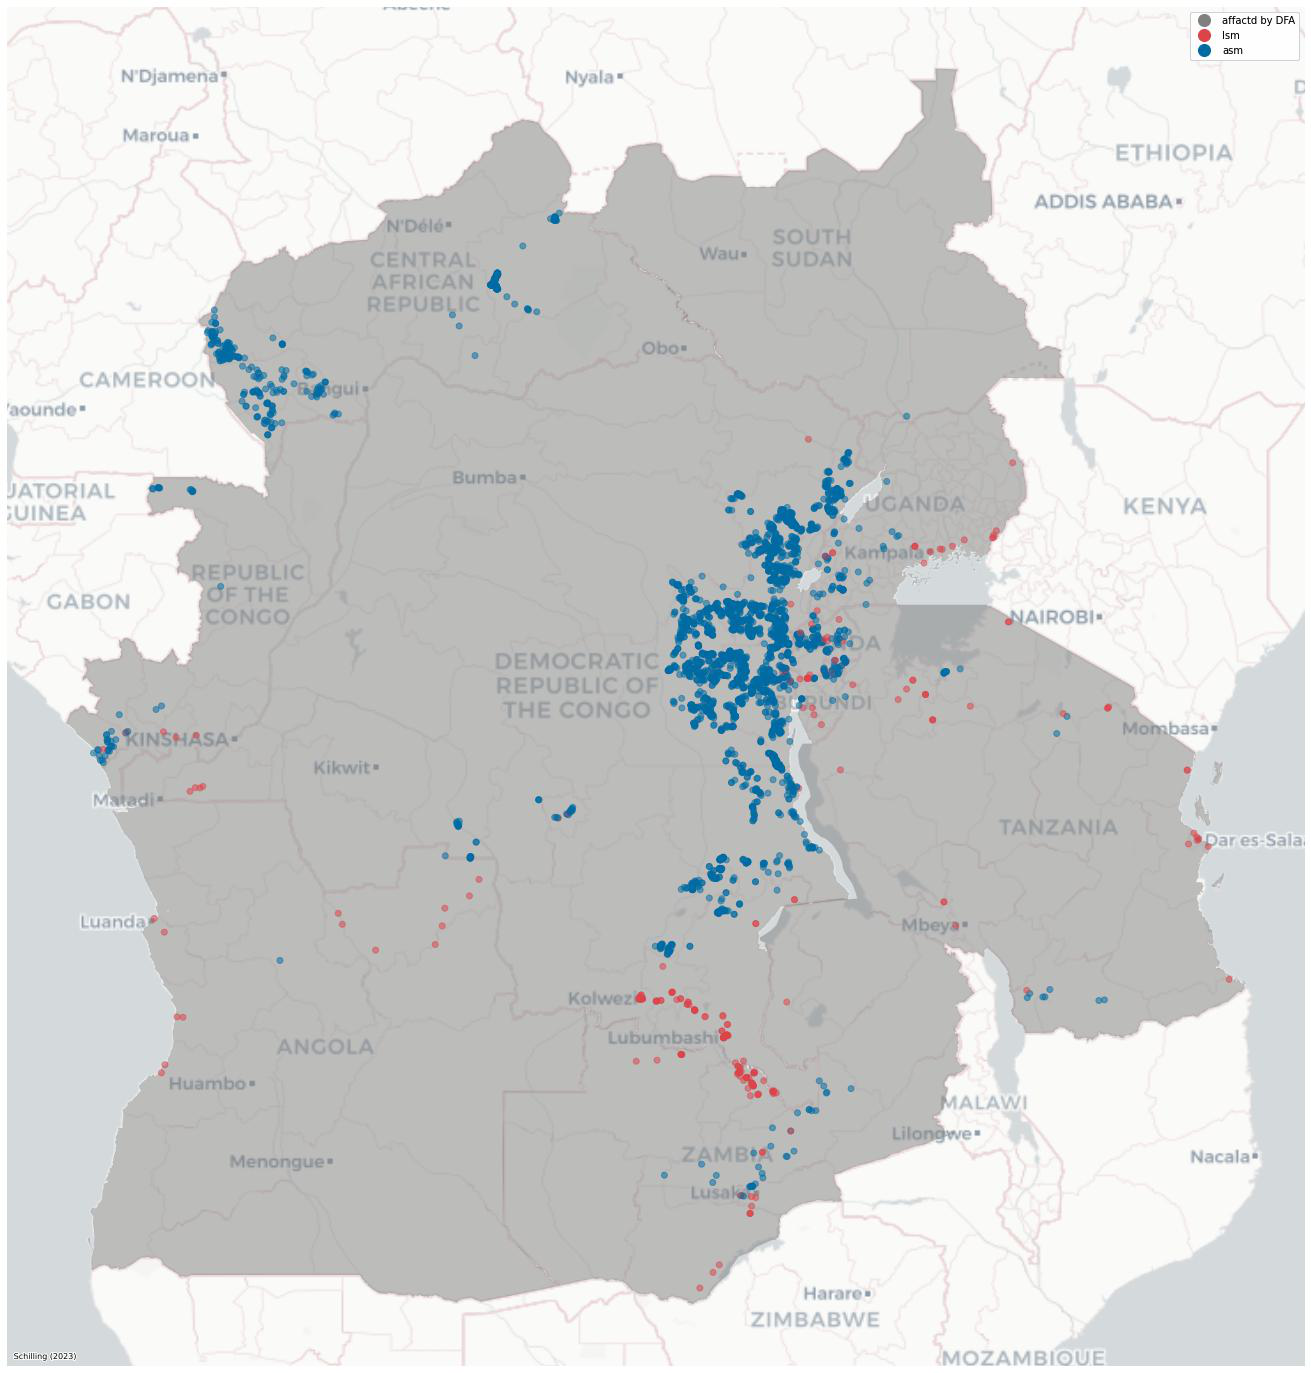 Abéché
affactd by DFA
lsm
asm
N'Djamena
Nyala
Maroua
ETHIOPIA
ADDIS ABABA
N'Délé
SOUTH
SUDAN
Wau
CENTRAL
AFRICAN
REPUBLIC
Obo
CAMEROON
Bangui
aounde
Bumba
UATORIAL
GUINEA
UGANDA
KENYA
Kampala
REPUBLIC
OF THE
CONGO
GABON
NAIROBI
DA
DEMOCRATIC
REPUBLIC OF
THE CONGO
BURUNDI
Mombasa
KINSHASA
Kikwit
Matadi
TANZANIA
Dar es-Sala
Luanda
Mbeya
Kolwezi
Lubumbashi
ANGOLA
Huambo
MALAWI
Lilongwe
ZAMBIA
Nacala
Menongue
Lusaka
Harare
ZIMBABWE
MOZAMBIQUE
Schilling (2023)